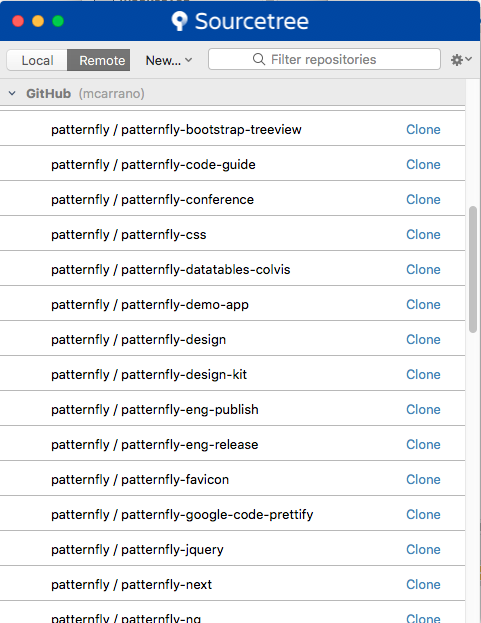 Sourcetree
Local Remote New... Filter repositories
GitHub (mcarrano)
patternfly / patternfly-bootstrap-treeview Clone
patternfly / patternfly-code-guide Clone
patternfly / patternfly-conference Clone
patternfly / patternfly-css Clone
patternfly / patternfly-datatables-colvis Clone
patternfly / patternfly-demo-app Clone
patternfly / patternfly-design Clone
patternfly / patternfly-design-kit Clone
patternfly / patternfly-eng-publish Clone
patternfly / patternfly-eng-release Clone
patternfly / patternfly-favicon Clone
patternfly / patternfly-google-code-prettify Clone
patternfly / patternfly-jquery Clone
patternfly / patternfly-next Clone
patternfly / patternfly-ng Clone